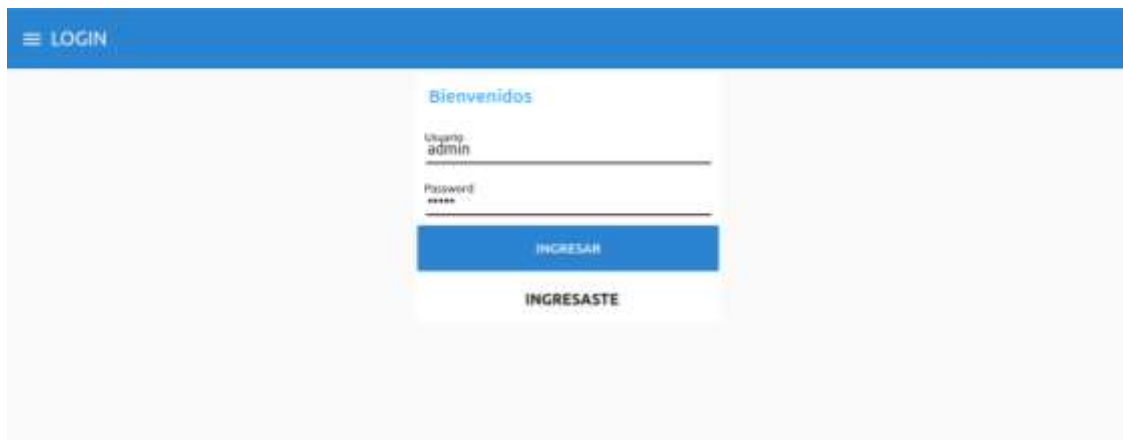 LOGIN
Bienvenidos
Usuario
admin
Password
•••••
INGRESAR
INGRESASTE